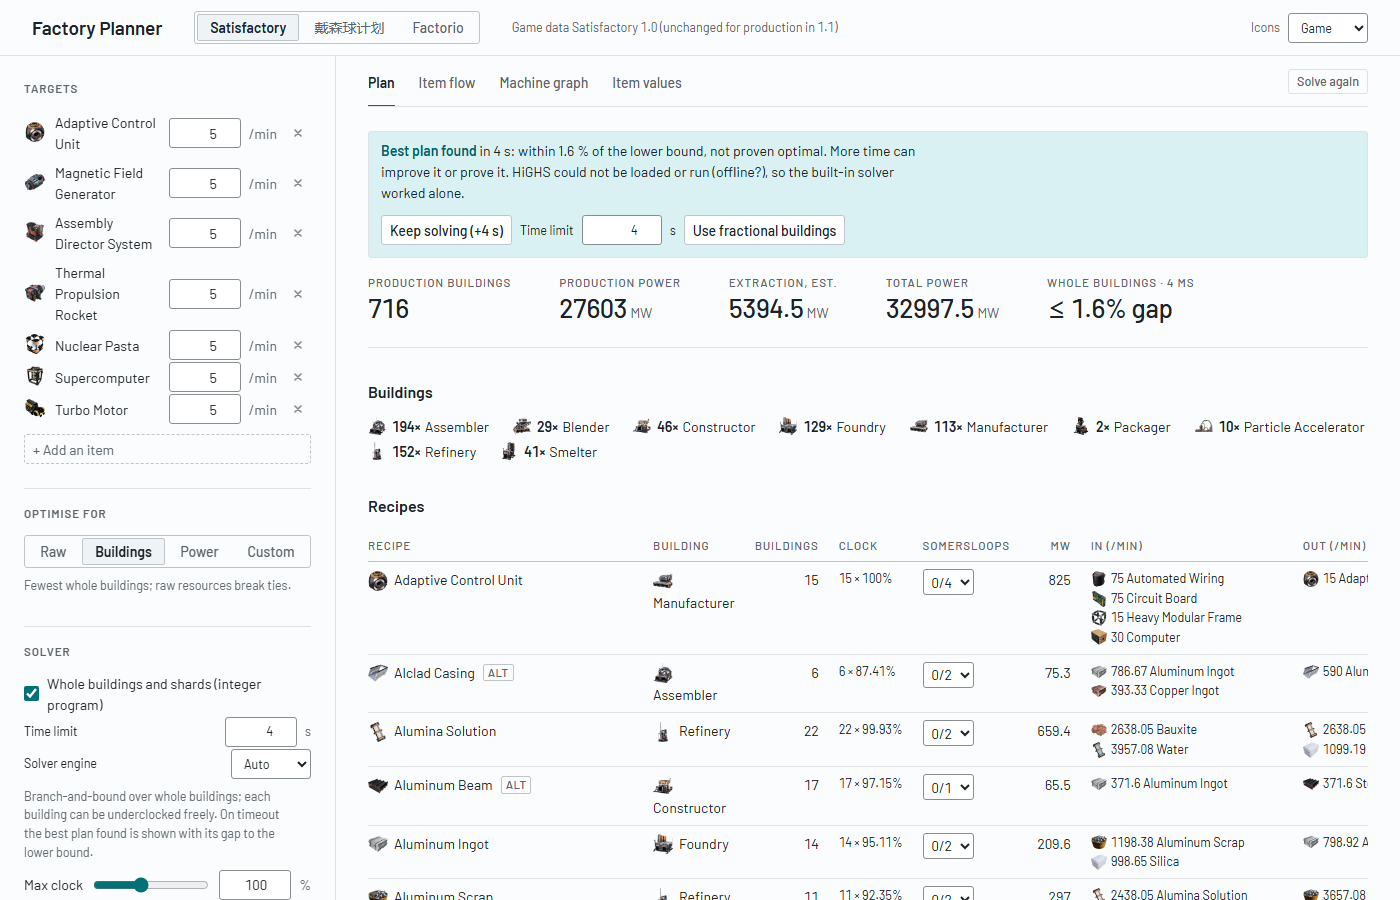 Factory Planner
Satisfactory
戴森球计划
Factorio
Game data Satisfactory 1.0 (unchanged for production in 1.1)
Icons
Game
TARGETS
Adaptive Control
Unit
5 /min ×
Magnetic Field
Generator
5 /min ×
Assembly
Director System
5 /min ×
Thermal
Propulsion
Rocket
5 /min ×
Nuclear Pasta 5 /min ×
Supercomputer 5 /min ×
Turbo Motor 5 /min ×
+ Add an item
OPTIMISE FOR
Raw Buildings Power Custom
Fewest whole buildings; raw resources break ties.
SOLVER
Whole buildings and shards (integer
program)
Time limit 4 s
Solver engine Auto
Branch-and-bound over whole buildings; each
building can be underclocked freely. On timeout
the best plan found is shown with its gap to the
lower bound.
Max clock 100 %
Plan Item flow Machine graph Item values
Solve again
Best plan found in 4 s: within 1.6 % of the lower bound, not proven optimal. More time can
improve it or prove it. HiGHS could not be loaded or run (offline?), so the built-in solver
worked alone.
Keep solving (+4 s) Time limit 4 s Use fractional buildings
PRODUCTION BUILDINGS
716
PRODUCTION POWER
27603 MW
EXTRACTION, EST.
5394.5 MW
TOTAL POWER
32997.5 MW
WHOLE BUILDINGS · 4 MS
≤ 1.6% gap
Buildings
194× Assembler 29× Blender 46× Constructor 129× Foundry 113× Manufacturer 2× Packager 10× Particle Accelerator
152× Refinery 41× Smelter
Recipes
RECIPE BUILDING BUILDINGS CLOCK SOMERSLOOPS MW IN (/MIN) OUT (/MIN)
Adaptive Control Unit Manufacturer 15 15 × 100% 0/4 825
75 Automated Wiring
75 Circuit Board
15 Heavy Modular Frame
30 Computer
15 Adapt
Alclad Casing ALT Assembler 6 6 × 87.41% 0/2 75.3
786.67 Aluminum Ingot
393.33 Copper Ingot
590 Alun
Alumina Solution Refinery 22 22 × 99.93% 0/2 659.4
2638.05 Bauxite
3957.08 Water
2638.05
1099.19
Aluminum Beam ALT Constructor 17 17 × 97.15% 0/1 65.5
371.6 Aluminum Ingot
371.6 St
Aluminum Ingot Foundry 14 14 × 95.11% 0/2 209.6
1198.38 Aluminum Scrap
998.65 Silica
798.92 A
Aluminum Scrap Refinery 11 11 × 92.35% 0/2 297
2438.05 Alumina Solution
3657.08